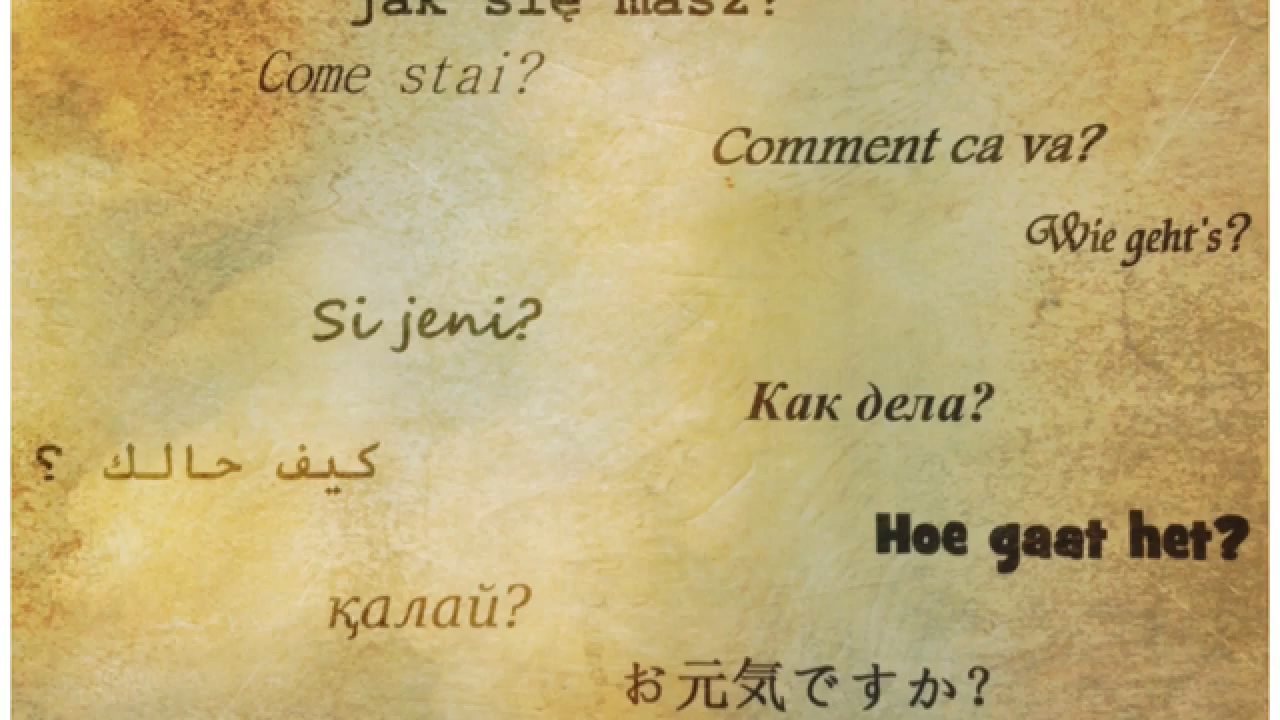 jak się masz?
Come stai?
Comment ca va?
Wie geht's?
Si jeni?
Как дела?
كيف حالك ؟
Hoe gaat het?
қалай?
お元気ですか?